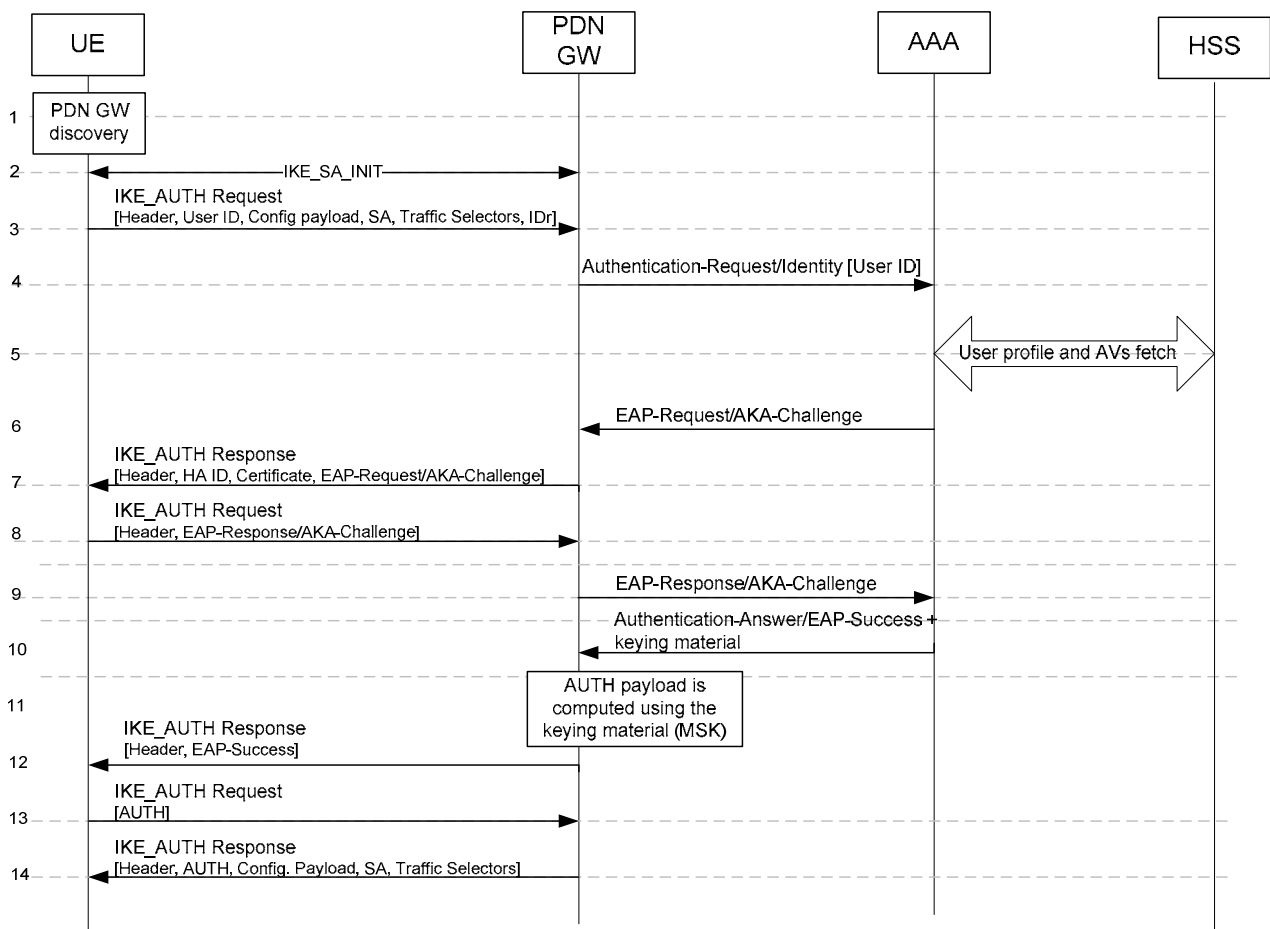 UE
PDN
GW
AAA
HSS
1
PDN GW
discovery
2
IKE_SA_INIT
IKE_AUTH Request
[Header, User ID, Config payload, SA, Traffic Selectors, IDr]
3
Authentication-Request/Identity [User ID]
4
5
User profile and AVs fetch
6
EAP-Request/AKA-Challenge
IKE_AUTH Response
[Header, HA ID, Certificate, EAP-Request/AKA-Challenge]
7
IKE_AUTH Request
[Header, EAP-Response/AKA-Challenge]
8
EAP-Response/AKA-Challenge
9
Authentication-Answer/EAP-Success +
keying material
10
AUTH payload is
computed using the
keying material (MSK)
11
IKE_AUTH Response
[Header, EAP-Success]
12
IKE_AUTH Request
[AUTH]
13
IKE_AUTH Response
[Header, AUTH, Config. Payload, SA, Traffic Selectors]
14